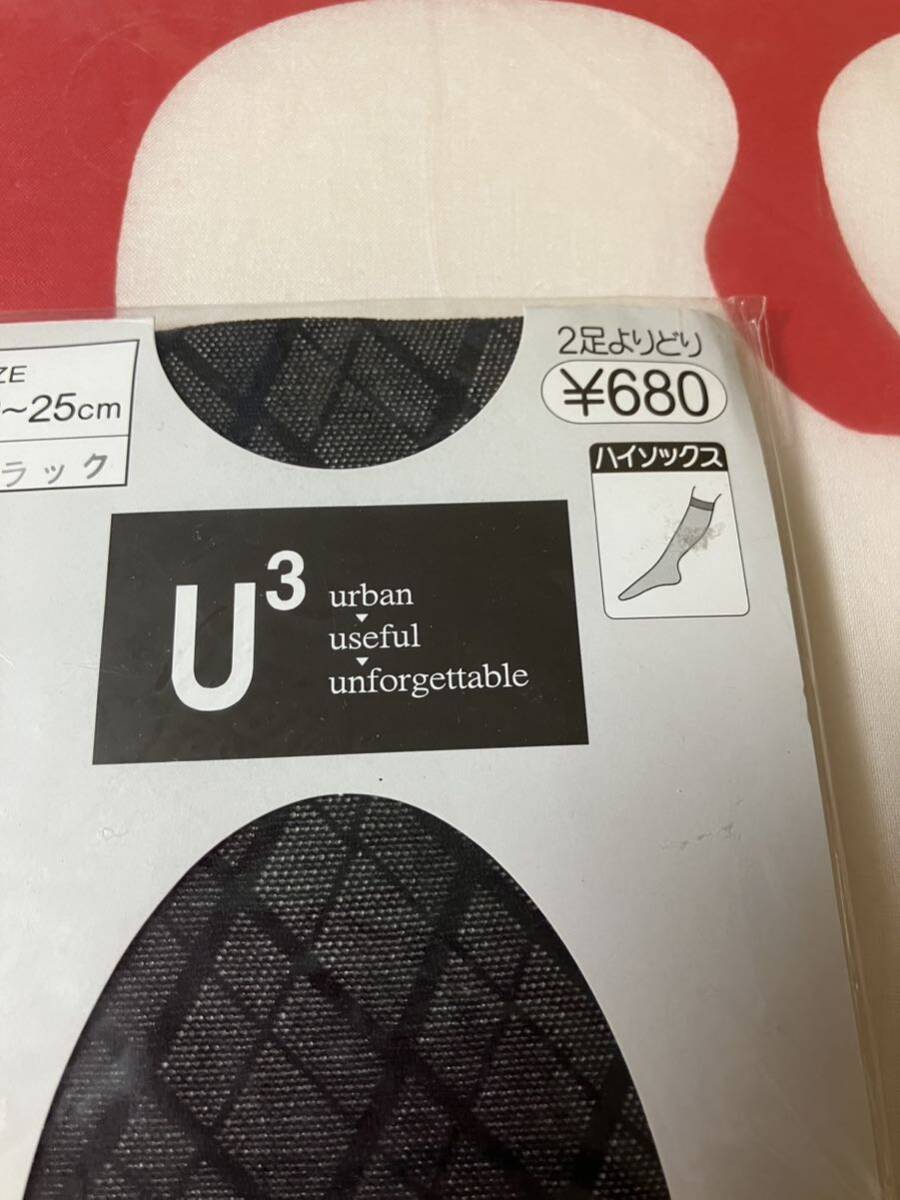 ZE
~25cm
ラック
2足よりどり
¥680
ハイソックス
U³
urban
useful
unforgettable